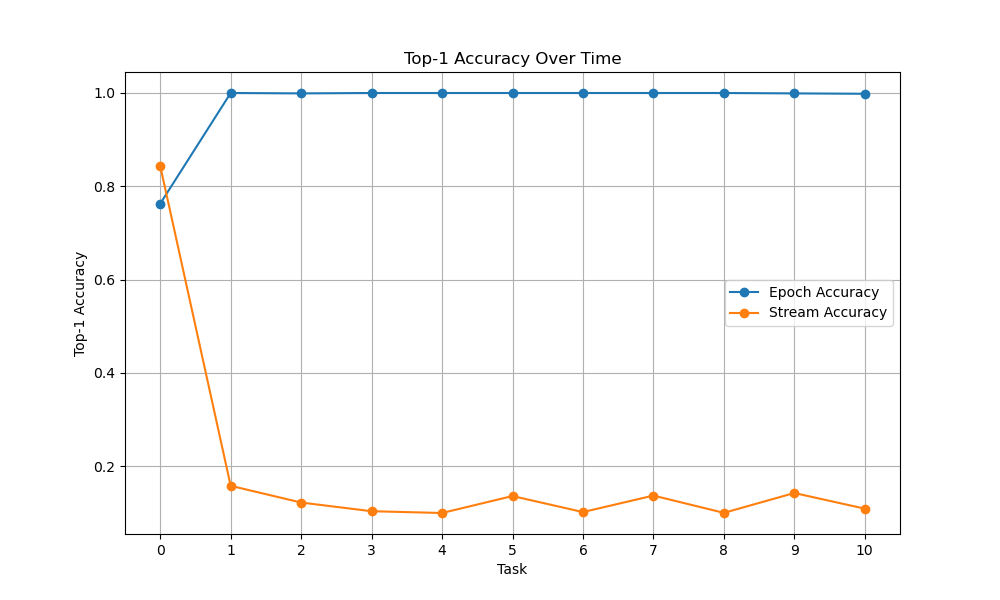 Top-1 Accuracy Over Time
Top-1 Accuracy
1.0
0.8
0.6
0.4
0.2
Epoch Accuracy
Stream Accuracy
0 1 2 3 4 5 6 7 8 9 10
Task